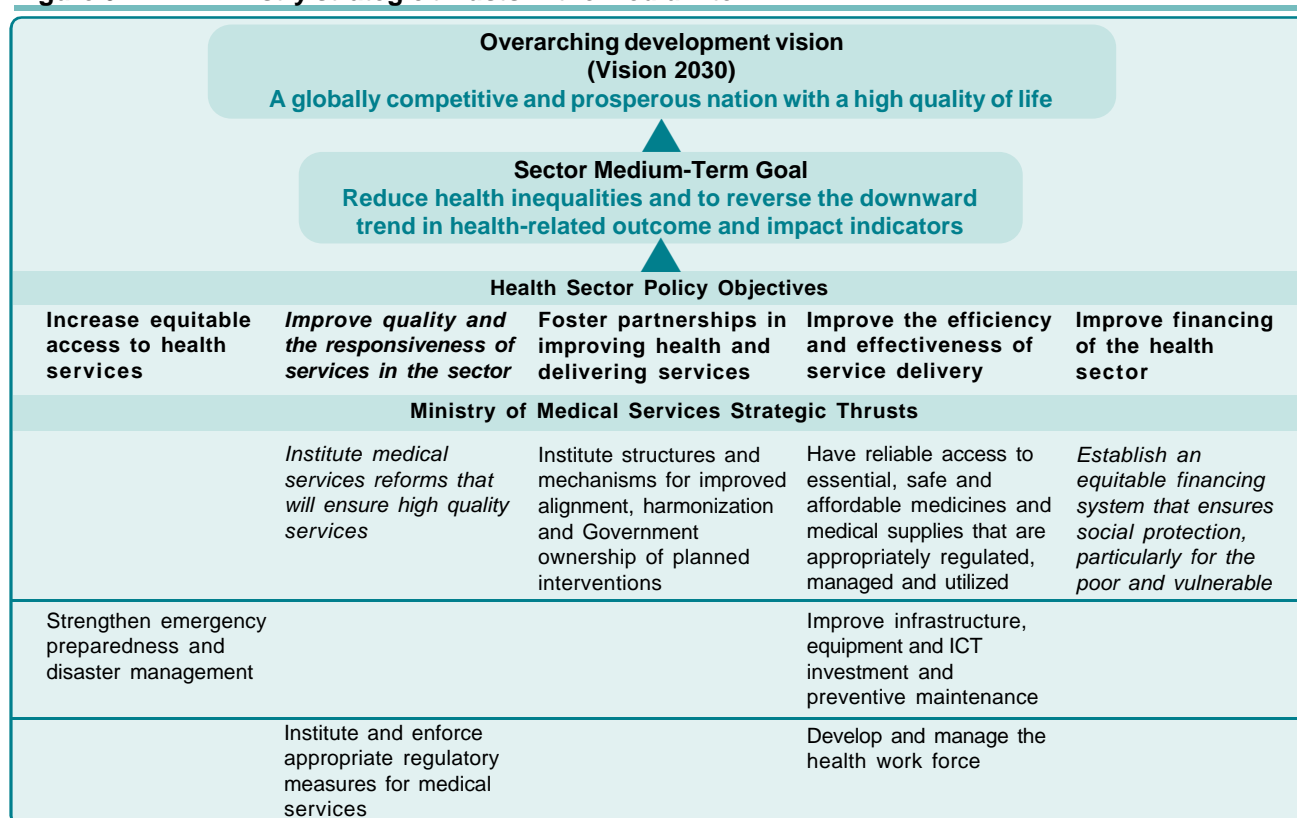 Overarching development vision
(Vision 2030)
A globally competitive and prosperous nation with a high quality of life
Sector Medium-Term Goal
Reduce health inequalities and to reverse the downward
trend in health-related outcome and impact indicators
Health Sector Policy Objectives
Increase equitable
access to health
services
Improve quality and
the responsiveness of
services in the sector
Foster partnerships in
improving health and
delivering services
Improve the efficiency
and effectiveness of
service delivery
Improve financing
of the health
sector
Ministry of Medical Services Strategic Thrusts
Institute medical
services reforms that
will ensure high quality
services
Institute structures and
mechanisms for improved
alignment, harmonization
and Government
ownership of planned
interventions
Have reliable access to
essential, safe and
affordable medicines and
medical supplies that are
appropriately regulated,
managed and utilized
Establish an
equitable financing
system that ensures
social protection,
particularly for the
poor and vulnerable
Strengthen emergency
preparedness and
disaster management
Improve infrastructure,
equipment and ICT
investment and
preventive maintenance
Institute and enforce
appropriate regulatory
measures for medical
services
Develop and manage the
health work force